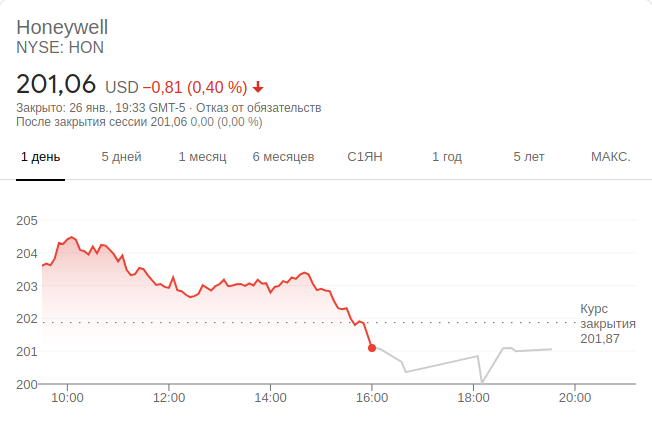 Honeywell
NYSE: HON
201,06 USD −0,81 (0,40 %)
Закрыто: 26 янв., 19:33 GMT-5 · Отказ от обязательств
После закрытия сессии 201,06 0,00 (0,00 %)
1 день 5 дней 1 месяц 6 месяцев С1ЯН 1 год 5 лет МАКС.
205
204
203
202
201
200
Курс
закрытия
201,87
10:00 12:00 14:00 16:00 18:00 20:00